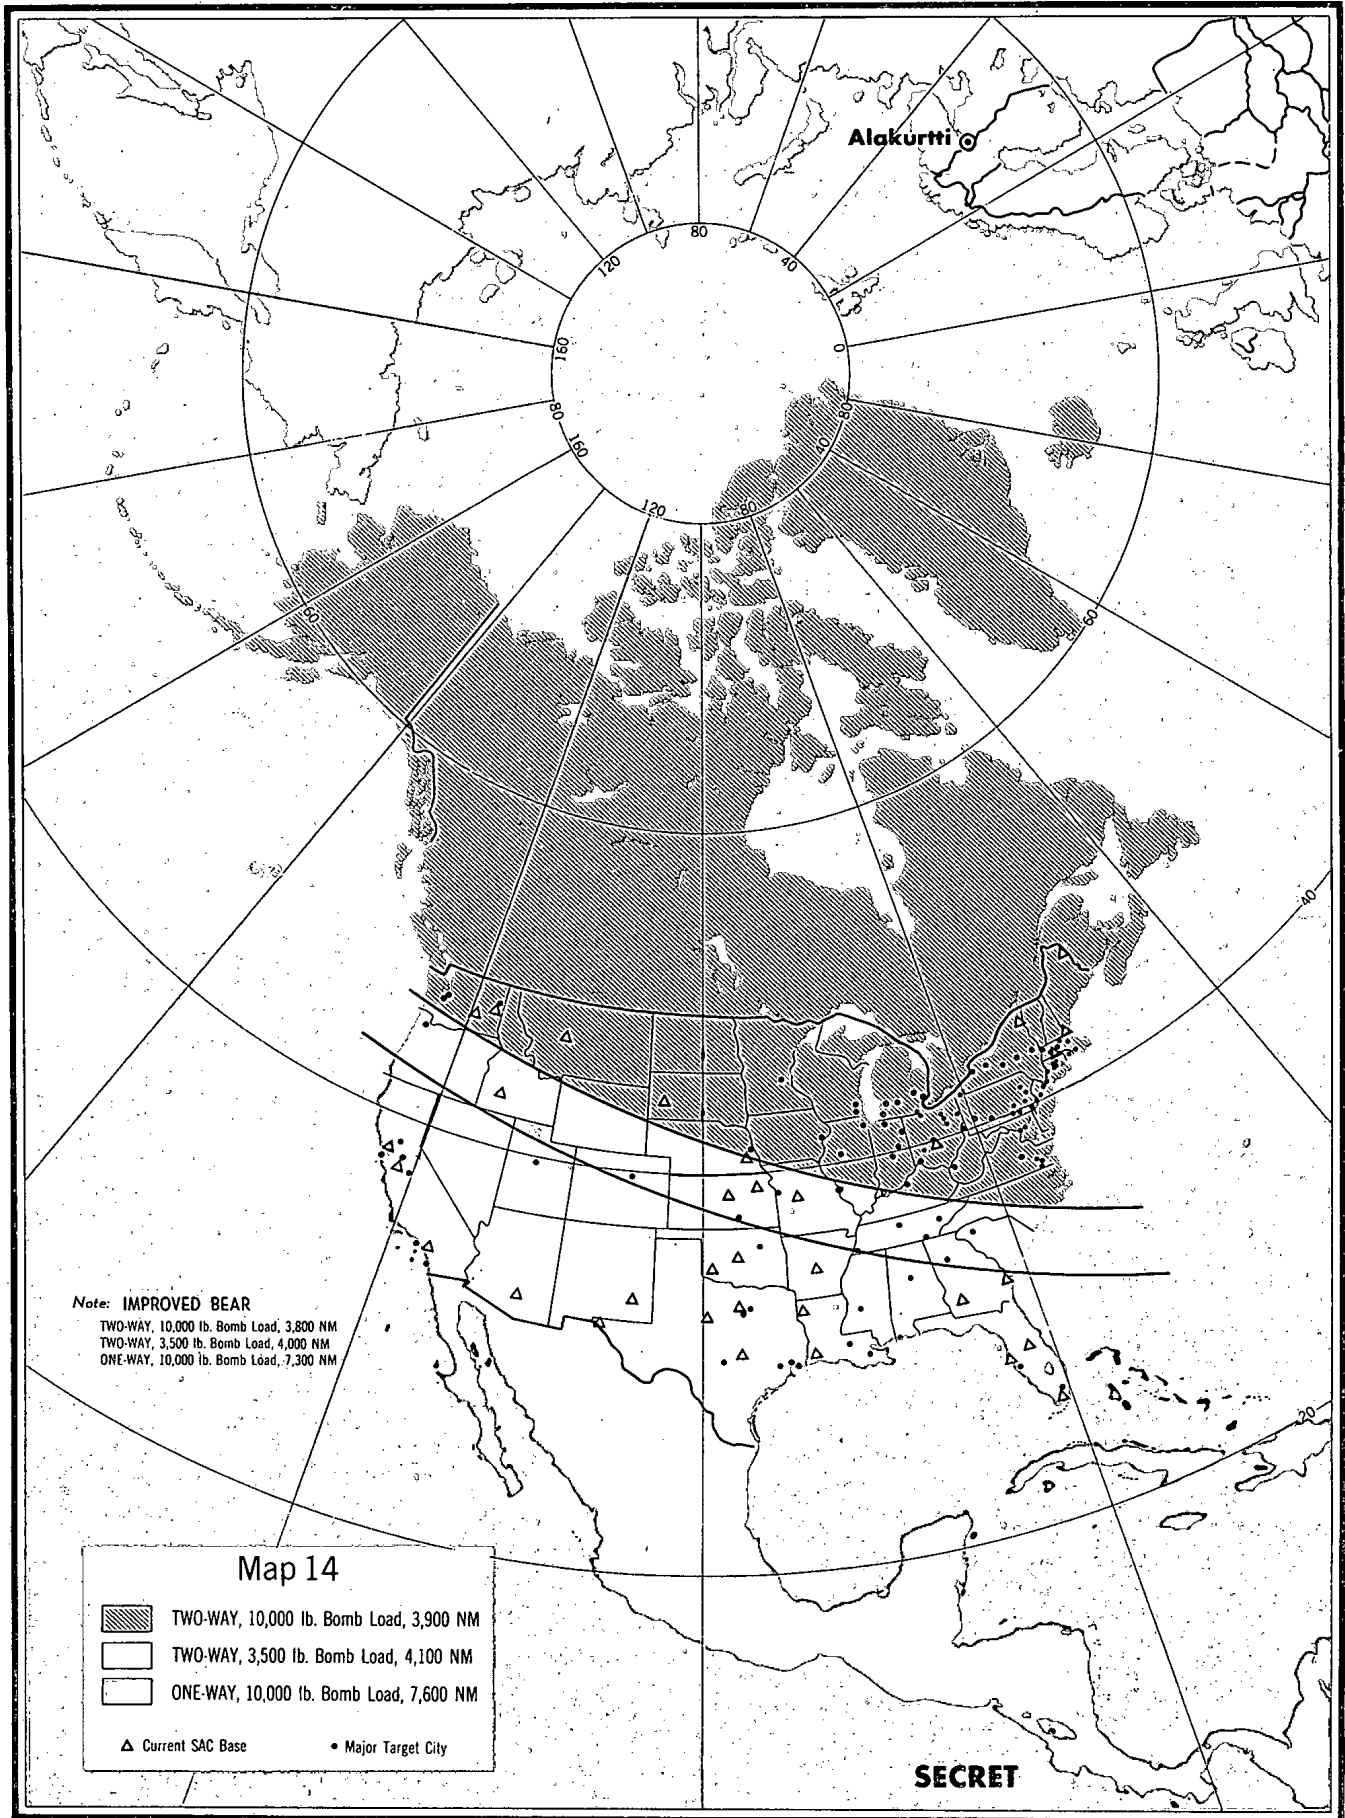 Alakurtti
80
120
40
160
0
80
160
80
40
120
80
60
60
40
Note: IMPROVED BEAR
TWO-WAY, 10,000 lb. Bomb Load, 3,800 NM
TWO-WAY, 3,500 lb. Bomb Load, 4,000 NM
ONE-WAY, 10,000 lb. Bomb Load, 7,300 NM
20
Map 14
TWO-WAY, 10,000 lb. Bomb Load, 3,900 NM
TWO-WAY, 3,500 lb. Bomb Load, 4,100 NM
ONE-WAY, 10,000 lb. Bomb Load, 7,600 NM
Current SAC Base
Major Target City
SECRET